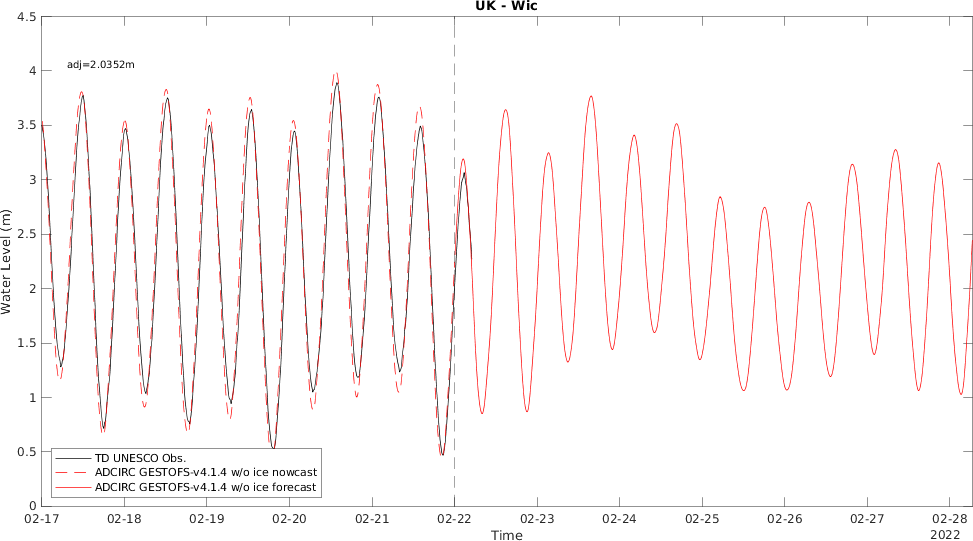 UK - Wic
4.5
4
3.5
3
2.5
2
1.5
1
0.5
0
Water Level (m)
adj=2.0352m
TD UNESCO Obs.
ADCIRC GESTOFS-v4.1.4 w/o ice nowcast
ADCIRC GESTOFS-v4.1.4 w/o ice forecast
02-17 02-18 02-19 02-20 02-21 02-22 02-23 02-24 02-25 02-26 02-27 02-28
Time
2022